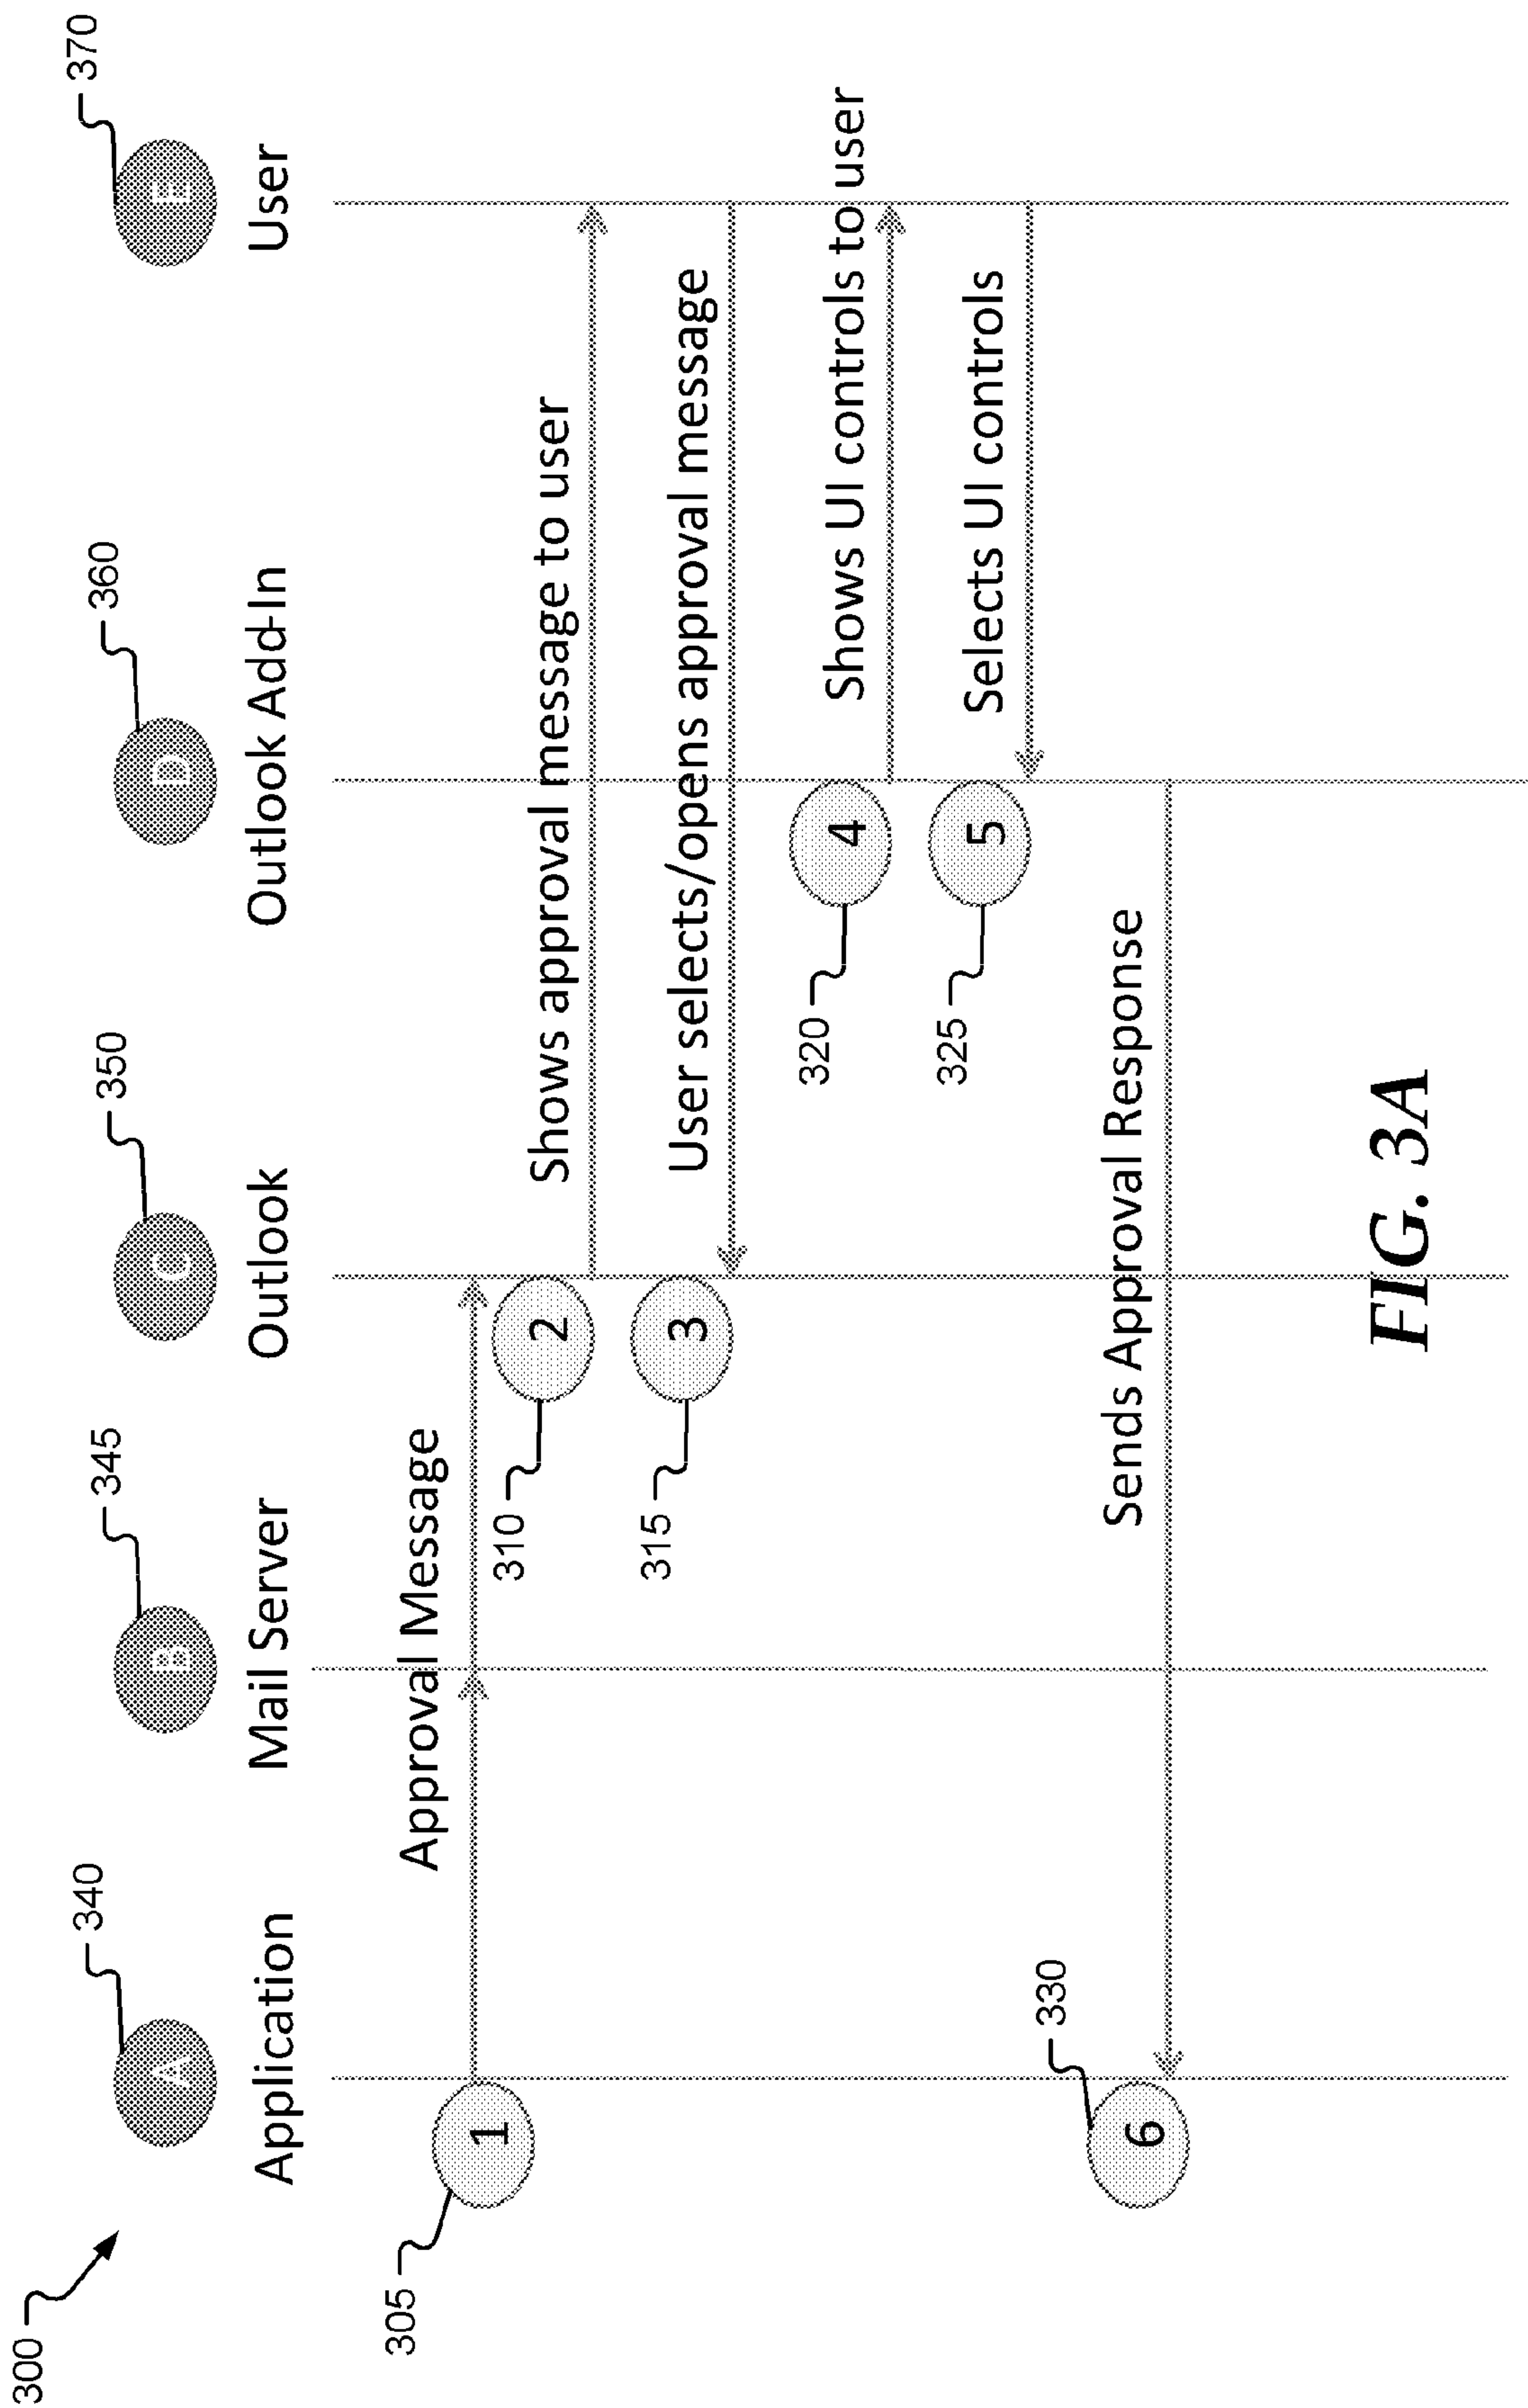 300
340
345
350
360
370
A
B
C
D
E
Application
Mail Server
Outlook
Outlook Add-In
User
Approval Message
305
1
310
2
Shows approval message to user
315
3
User selects/opens approval message
320
4
Shows UI controls to user
325
5
Selects UI controls
330
6
Sends Approval Response
FIG. 3A